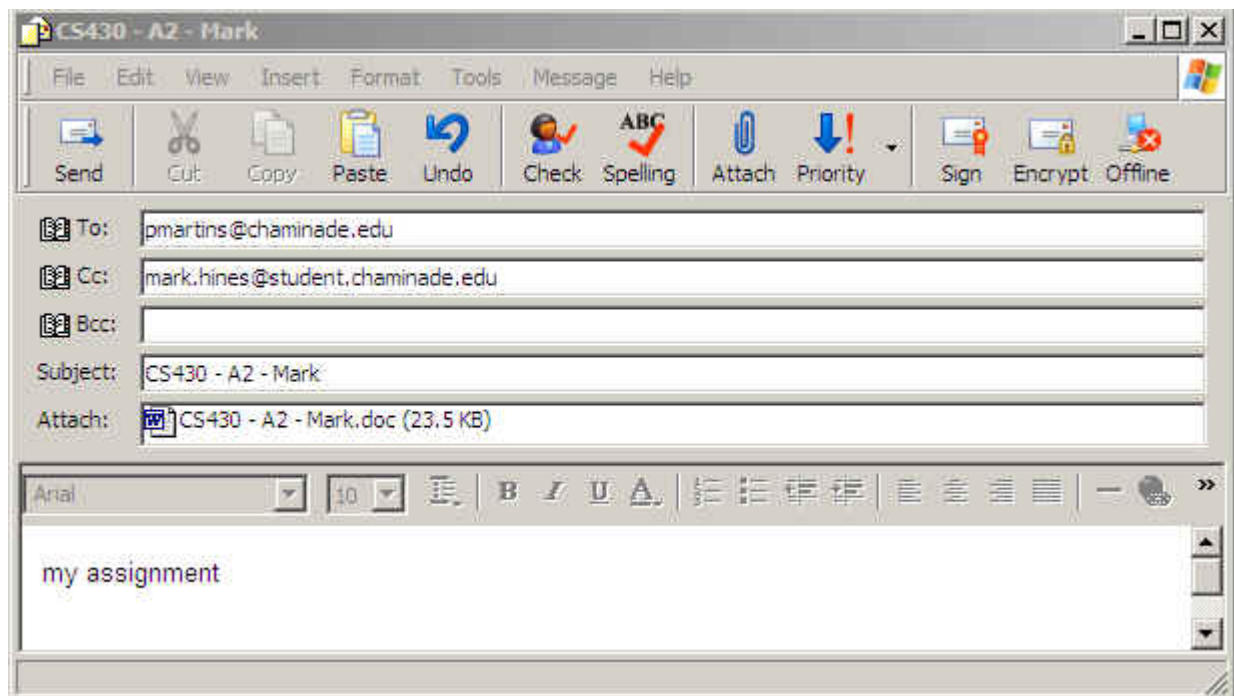 CS430 - A2 - Mark
File Edit View Insert Format Tools Message Help
ABC
Send Cut Copy Paste Undo Check Spelling Attach Priority Sign Encrypt Offline
To: pmartins@chaminade.edu
Cc: mark.hines@student.chaminade.edu
Bcc:
Subject: CS430 - A2 - Mark
Attach: CS430 - A2 - Mark.doc (23.5 KB)
Arial 10 B I U A
my assignment